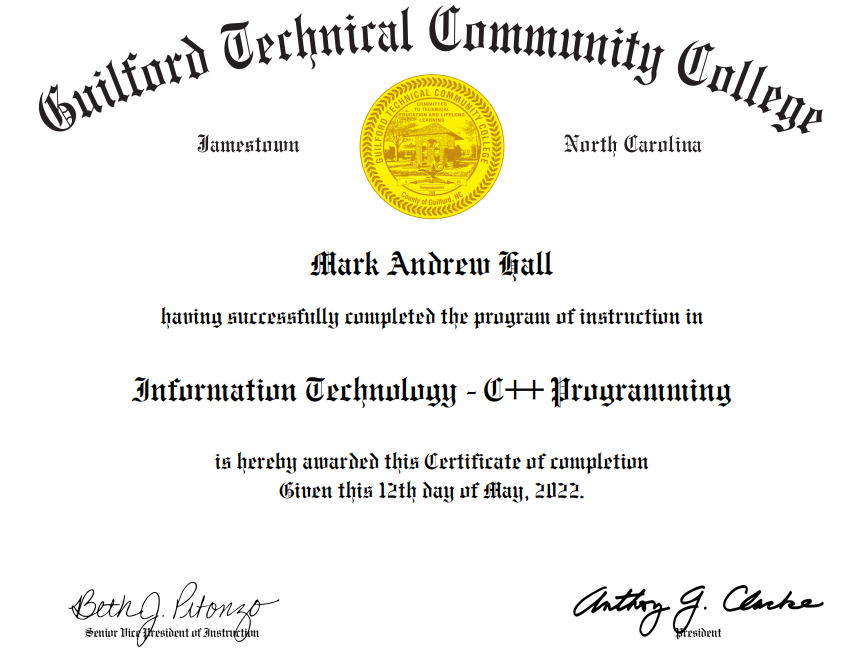 Guilford Technical Community College
GUILFORD TECHNICAL COMMUNITY COLLEGE
COMMITTED
TO TECHNICAL
EDUCATION AND LIFELONG
LEARNING
County of Guilford, NC
Jamestown North Carolina
Mark Andrew Hall
having successfully completed the program of instruction in
Information Technology - C++ Programming
is hereby awarded this Certificate of completion
Given this 12th day of May, 2022.
Beth J. Pitonzo Anthony G. Clarke
Senior Vice President of Instruction President